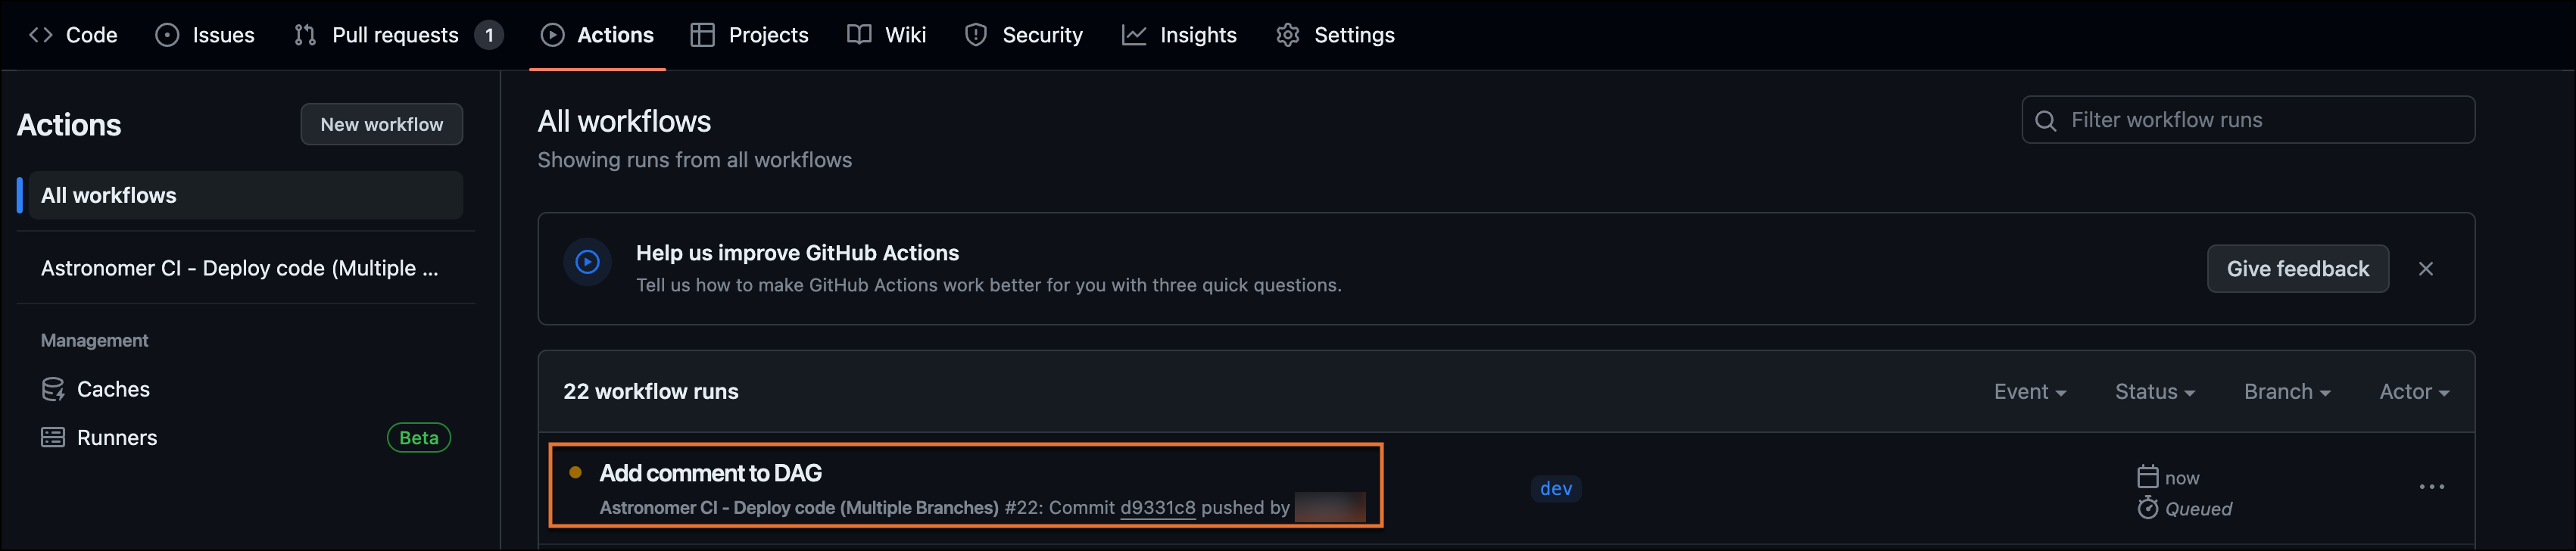 Code Issues Pull requests 1 Actions Projects Wiki Security Insights Settings
Actions
New workflow
All workflows
Astronomer CI - Deploy code (Multiple ...
Management
Caches
Runners Beta
All workflows
Showing runs from all workflows
Filter workflow runs
Help us improve GitHub Actions
Tell us how to make GitHub Actions work better for you with three quick questions.
Give feedback
22 workflow runs
Event Status Branch Actor
Add comment to DAG
Astronomer CI - Deploy code (Multiple Branches) #22: Commit d9331c8 pushed by
dev
now
Queued